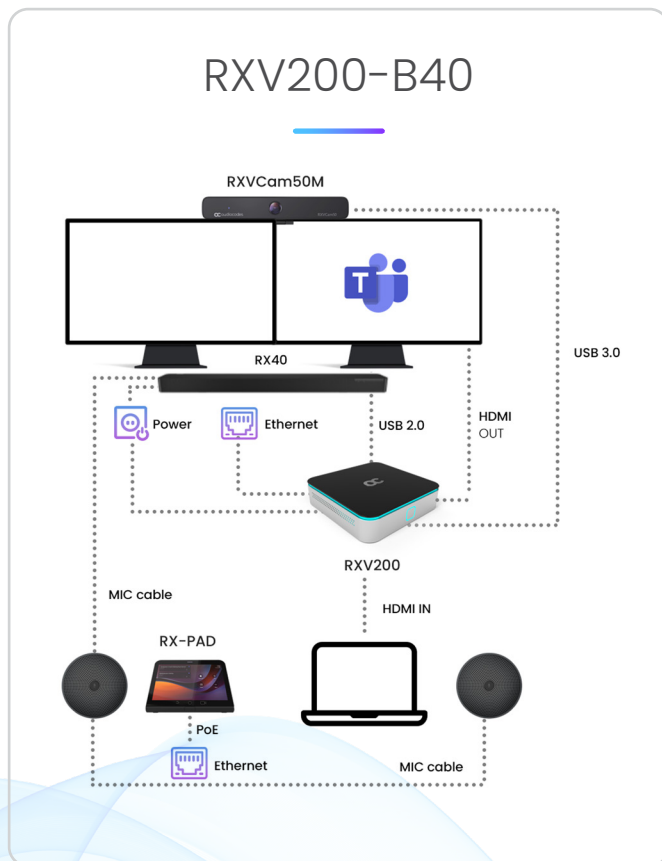 RXV200-B40
RXVCam50M
audiocodes
T
RX40
USB 3.0
Power
Ethernet
USB 2.0
HDMI
OUT
RXV200
MIC cable
HDMI IN
RX-PAD
PoE
Ethernet
MIC cable